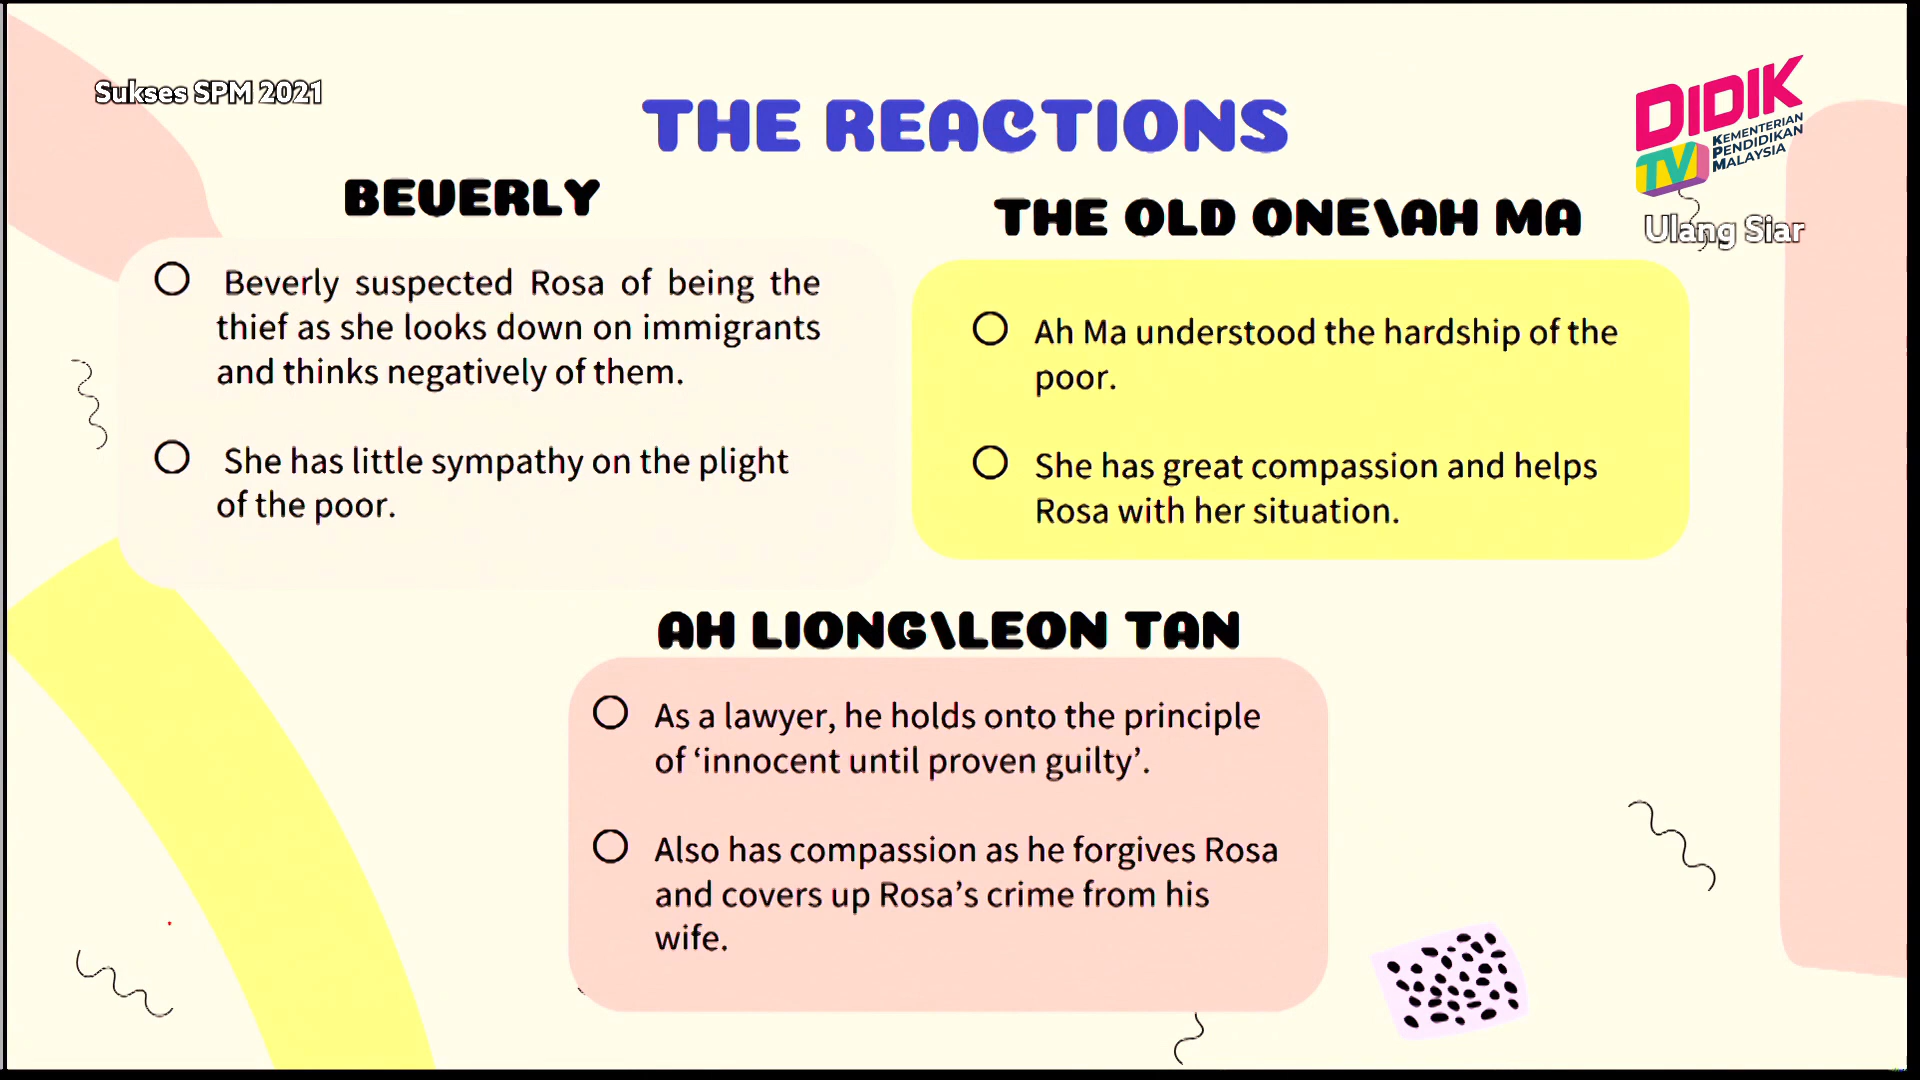 Sukses SPM 2021
THE REACTIONS
DIDIK
TV
KEMENTERIAN
PENDIDIKAN
MALAYSIA
Ulang Siar
BEVERLY
Beverly suspected Rosa of being the
thief as she looks down on immigrants
and thinks negatively of them.
She has little sympathy on the plight
of the poor.
THE OLD ONE\AH MA
Ah Ma understood the hardship of the
poor.
She has great compassion and helps
Rosa with her situation.
AH LIONG\LEON TAN
As a lawyer, he holds onto the principle
of ‘innocent until proven guilty’.
Also has compassion as he forgives Rosa
and covers up Rosa’s crime from his
wife.